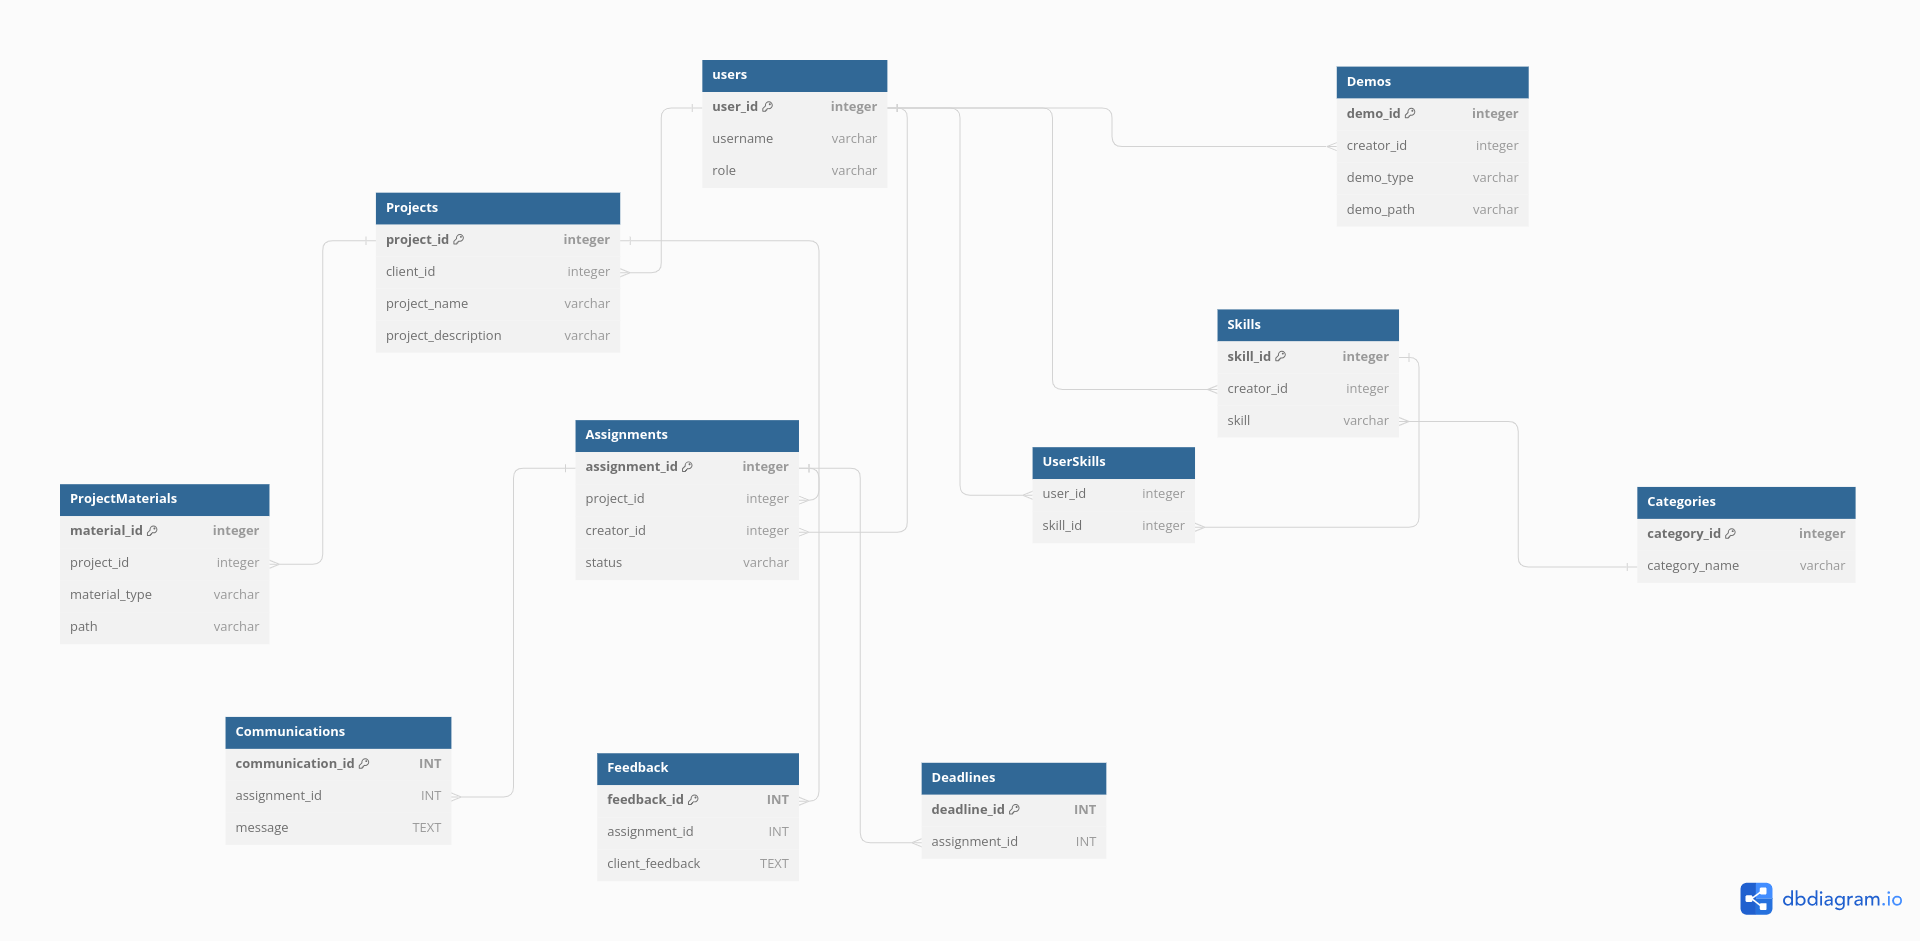 users
user_id integer
username varchar
role varchar
Demos
demo_id integer
creator_id integer
demo_type varchar
demo_path varchar
Projects
project_id integer
client_id integer
project_name varchar
project_description varchar
Skills
skill_id integer
creator_id integer
skill varchar
Assignments
assignment_id integer
project_id integer
creator_id integer
status varchar
UserSkills
user_id integer
skill_id integer
ProjectMaterials
material_id integer
project_id integer
material_type varchar
path varchar
Categories
category_id integer
category_name varchar
Communications
communication_id INT
assignment_id INT
message TEXT
Feedback
feedback_id INT
assignment_id INT
client_feedback TEXT
Deadlines
deadline_id INT
assignment_id INT
dbdiagram.io